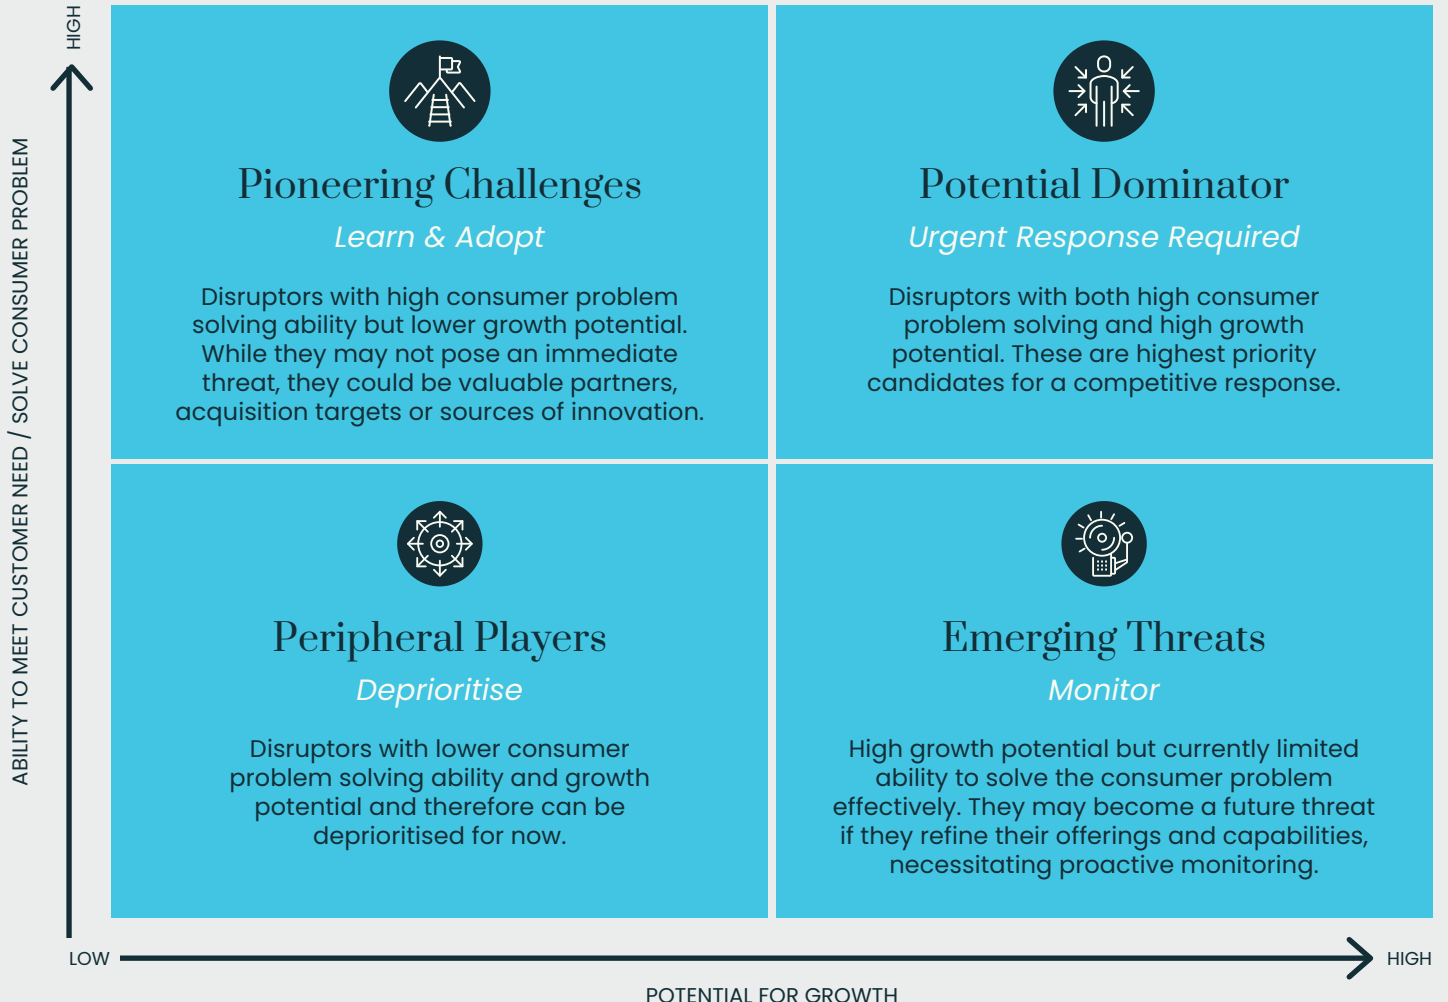 HIGH
ABILITY TO MEET CUSTOMER NEED / SOLVE CONSUMER PROBLEM
Pioneering Challenges
Learn & Adopt
Disruptors with high consumer problem
solving ability but lower growth potential.
While they may not pose an immediate
threat, they could be valuable partners,
acquisition targets or sources of innovation.
Potential Dominator
Urgent Response Required
Disruptors with both high consumer
problem solving and high growth
potential. These are highest priority
candidates for a competitive response.
Peripheral Players
Deprioritise
Disruptors with lower consumer
problem solving ability and growth
potential and therefore can be
deprioritised for now.
Emerging Threats
Monitor
High growth potential but currently limited
ability to solve the consumer problem
effectively. They may become a future threat
if they refine their offerings and capabilities,
necessitating proactive monitoring.
LOW
HIGH
POTENTIAL FOR GROWTH